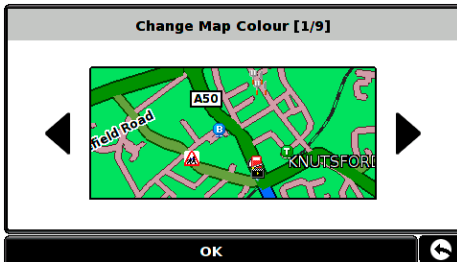 Change Map Colour [1/9]
A50
field Road
B
T
KNUTSFORD
OK